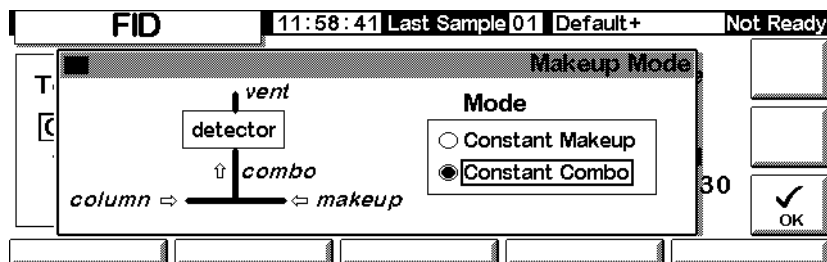 FID 11:58:41 Last Sample 01 Default+ Not Ready
Makeup Mode
vent
detector
combo
column ⇨ ⇦ makeup
Mode
Constant Makeup
Constant Combo
30
OK